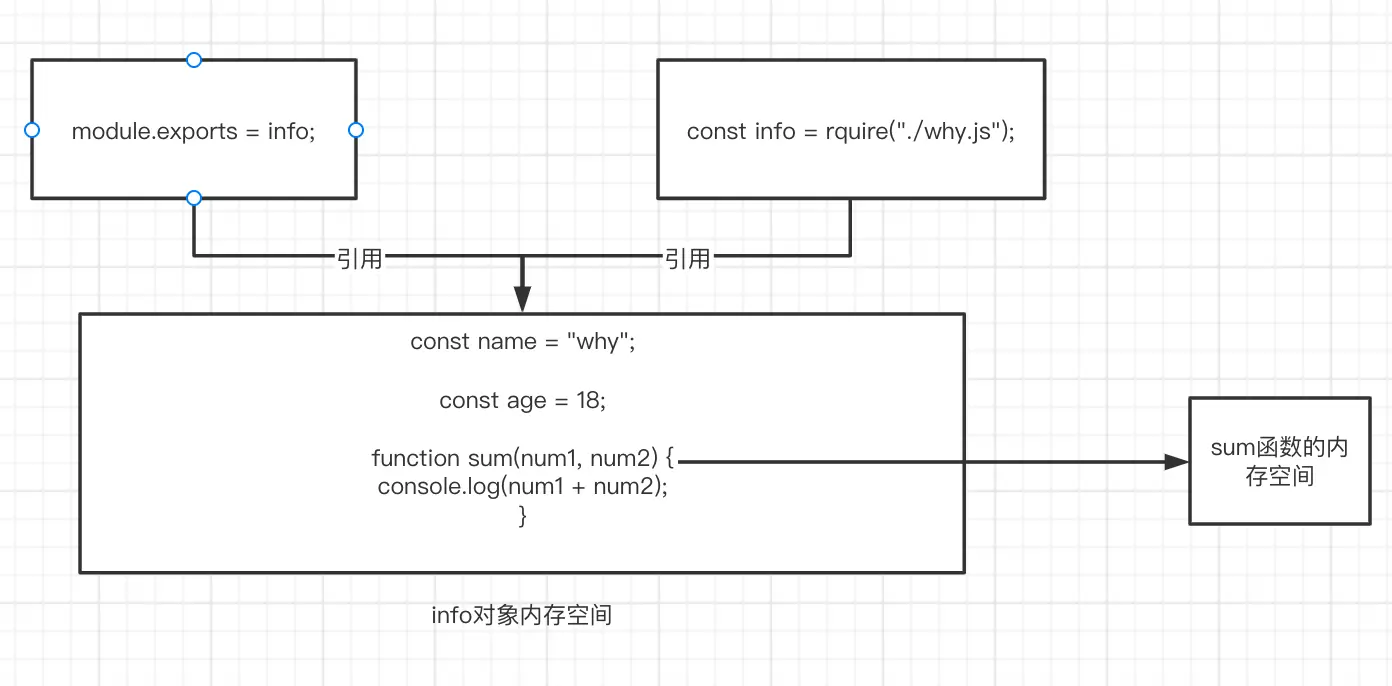 module.exports = info;
const info = rquire("./why.js");
引用
引用
const name = "why";
const age = 18;
function sum(num1, num2) {
console.log(num1 + num2);
}
sum函数的内
存空间
info对象内存空间